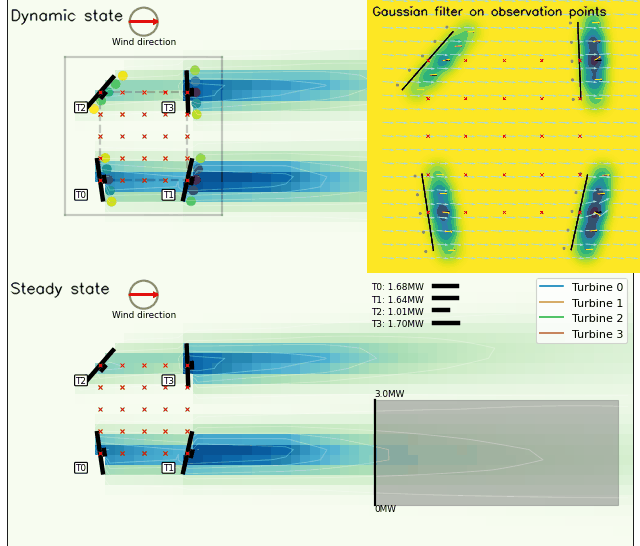 Dynamic state
Wind direction
T2
T3
T0
T1
Gaussian filter on observation points
Steady state
Wind direction
T2
T3
T0
T1
T0: 1.68MW
T1: 1.64MW
T2: 1.01MW
T3: 1.70MW
Turbine 0
Turbine 1
Turbine 2
Turbine 3
3.0MW
0MW